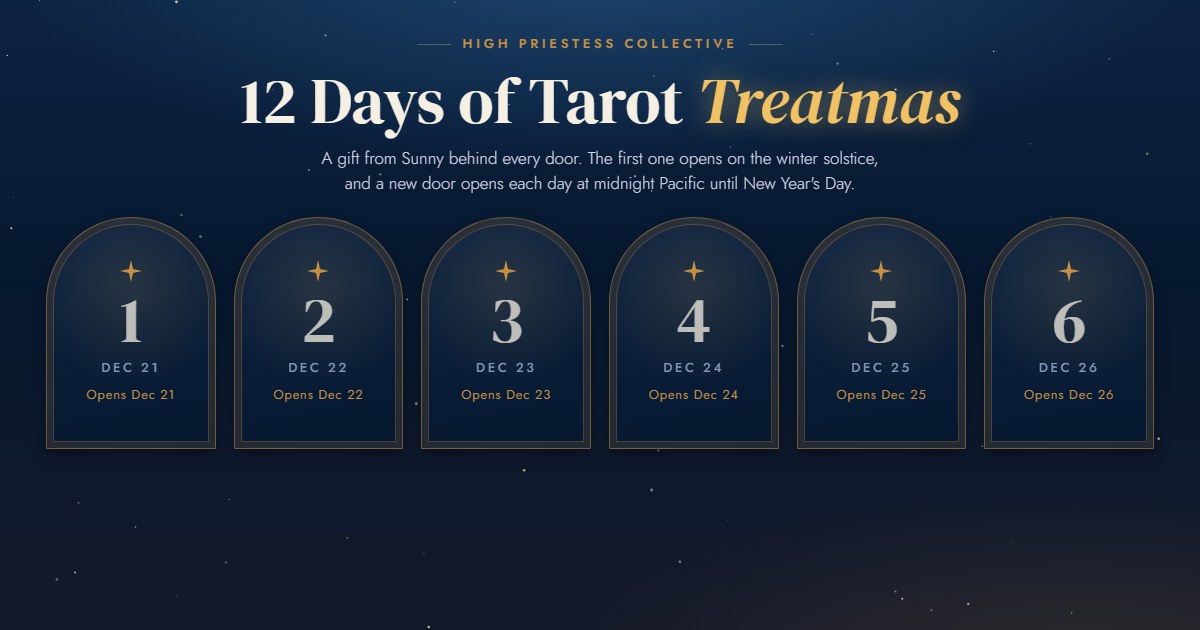 HIGH PRIESTESS COLLECTIVE
12 Days of Tarot Treatmas
A gift from Sunny behind every door. The first one opens on the winter solstice,
and a new door opens each day at midnight Pacific until New Year's Day.
1
DEC 21
Opens Dec 21
2
DEC 22
Opens Dec 22
3
DEC 23
Opens Dec 23
4
DEC 24
Opens Dec 24
5
DEC 25
Opens Dec 25
6
DEC 26
Opens Dec 26